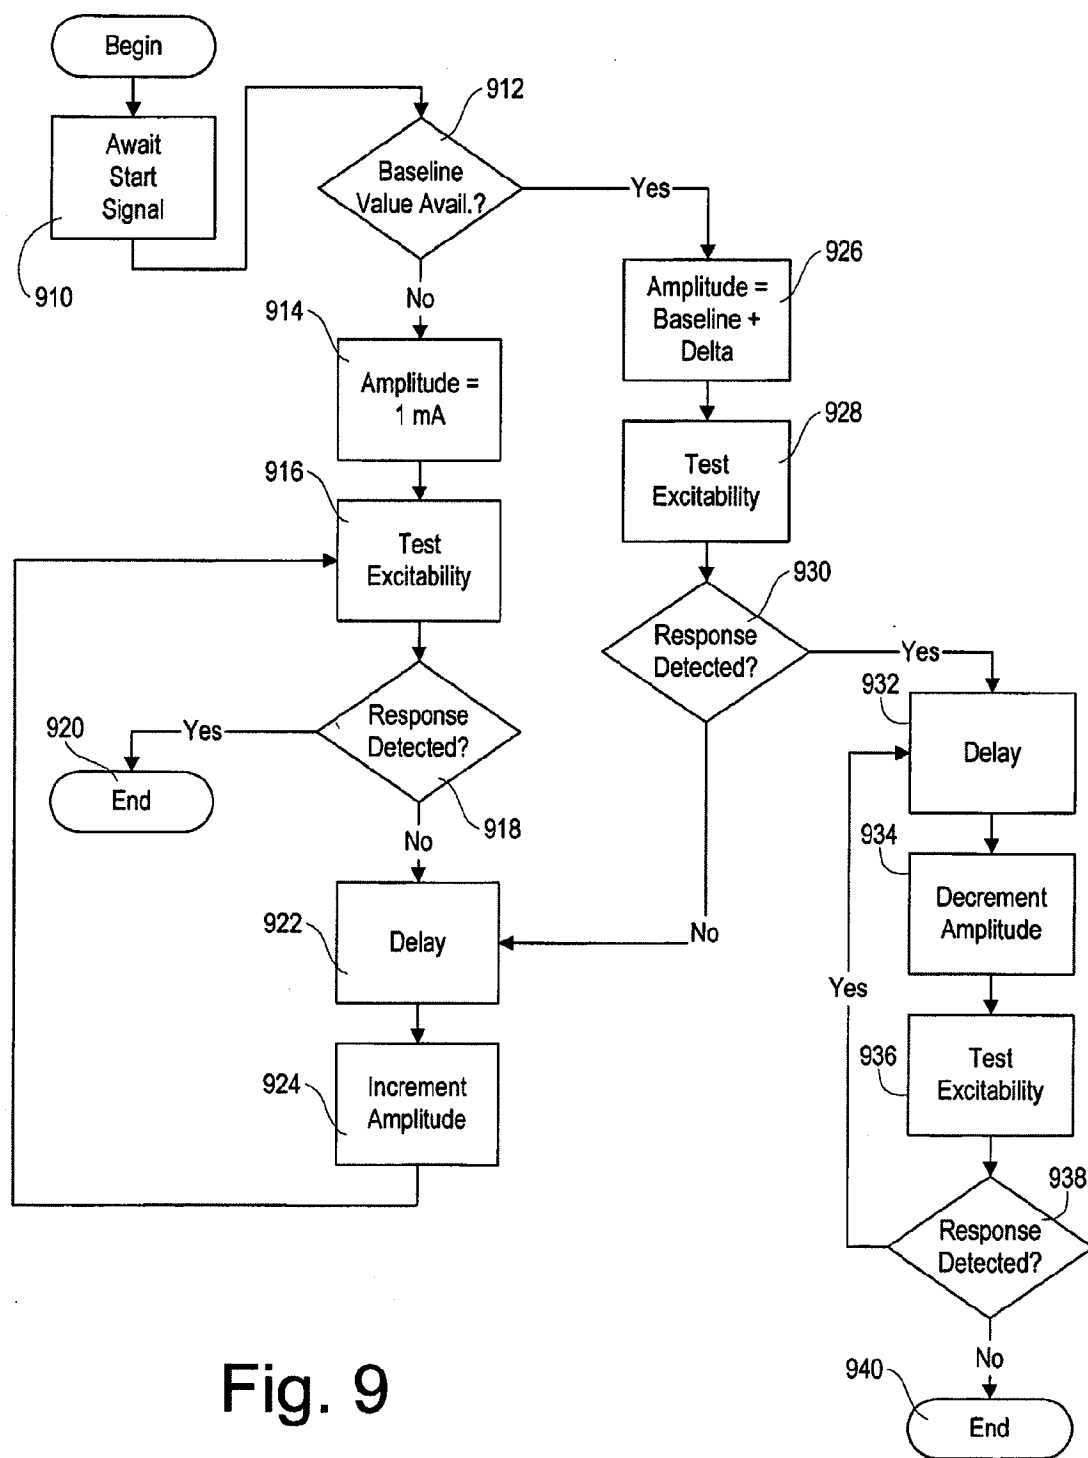 Begin
Await
Start
Signal
910
912
Baseline
Value Avail.?
Yes
No
914
Amplitude =
1 mA
916
Test
Excitability
Response
Detected?
918
Yes
920
End
No
922
Delay
924
Increment
Amplitude
926
Amplitude =
Baseline +
Delta
928
Test
Excitability
930
Response
Detected?
No
Yes
932
Delay
934
Decrement
Amplitude
936
Test
Excitability
938
Response
Detected?
Yes
No
940
End
Fig. 9